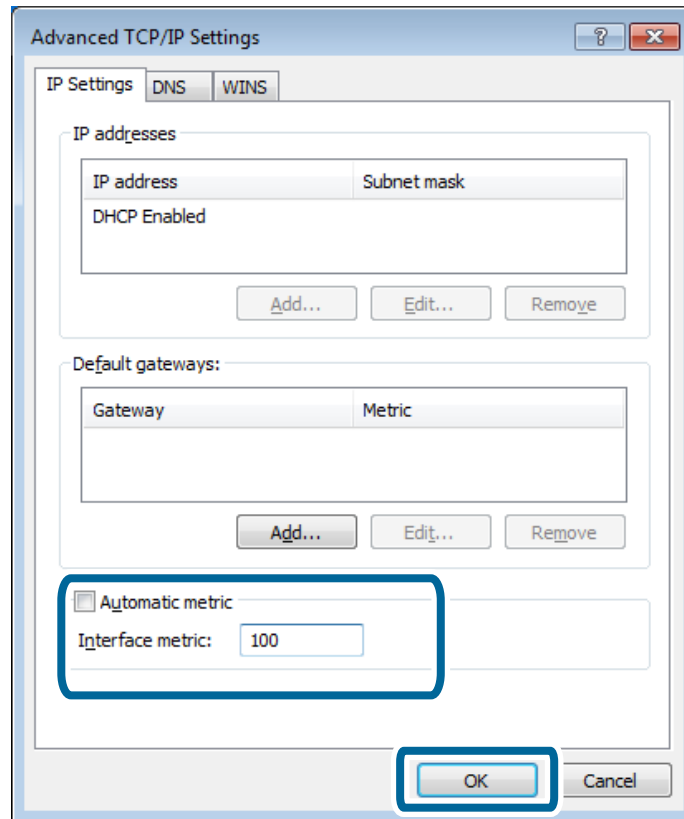 Advanced TCP/IP Settings
IP Settings DNS WINS
IP addresses
IP address Subnet mask
DHCP Enabled
Add... Edit... Remove
Default gateways:
Gateway Metric
Add... Edit... Remove
Automatic metric
Interface metric: 100
OK Cancel